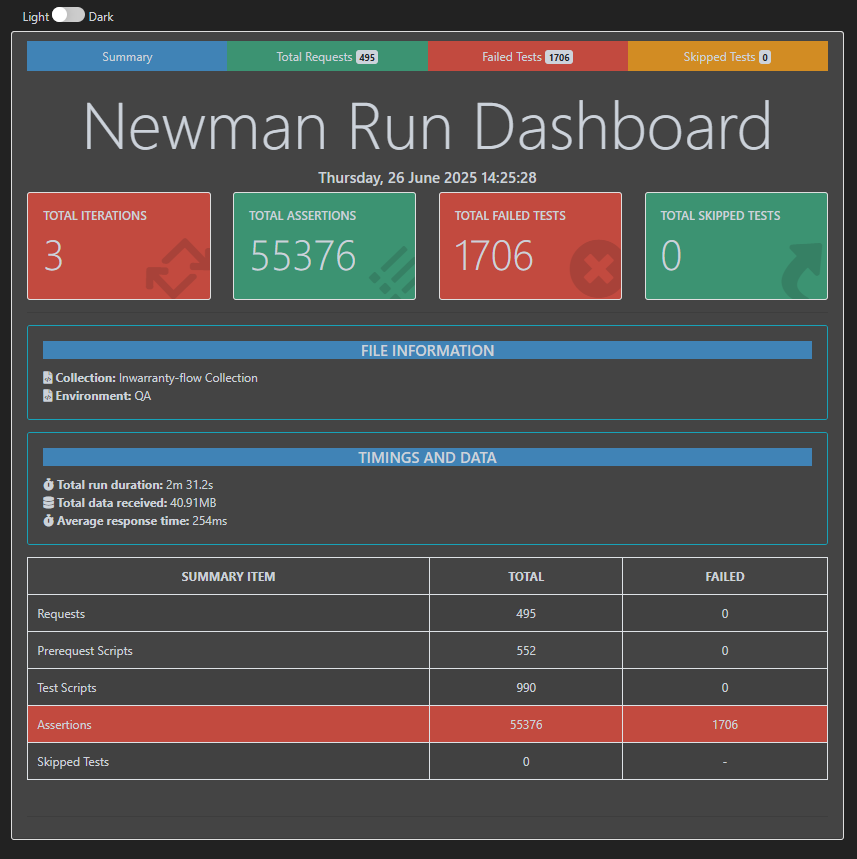 Light Dark
Summary Total Requests 495 Failed Tests 1706 Skipped Tests 0
Newman Run Dashboard
Thursday, 26 June 2025 14:25:28
TOTAL ITERATIONS TOTAL ASSERTIONS TOTAL FAILED TESTS TOTAL SKIPPED TESTS
3 55376 1706 0
FILE INFORMATION
Collection: Inwarranty-flow Collection
Environment: QA
TIMINGS AND DATA
Total run duration: 2m 31.2s
Total data received: 40.91MB
Average response time: 254ms
SUMMARY ITEM TOTAL FAILED
Requests 495 0
Prerequest Scripts 552 0
Test Scripts 990 0
Assertions 55376 1706
Skipped Tests 0 -